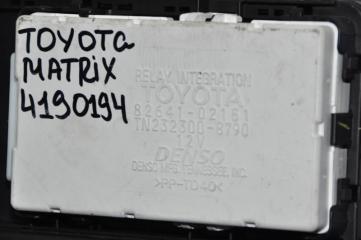 TOYOTA
MATRIX
4190194
RELAY INTEGRATION
TOYOTA
82641-02161
TN232300-8790
12V
DENSO
DENSO MFG. TENNESSEE, INC.
>PP-TD40<